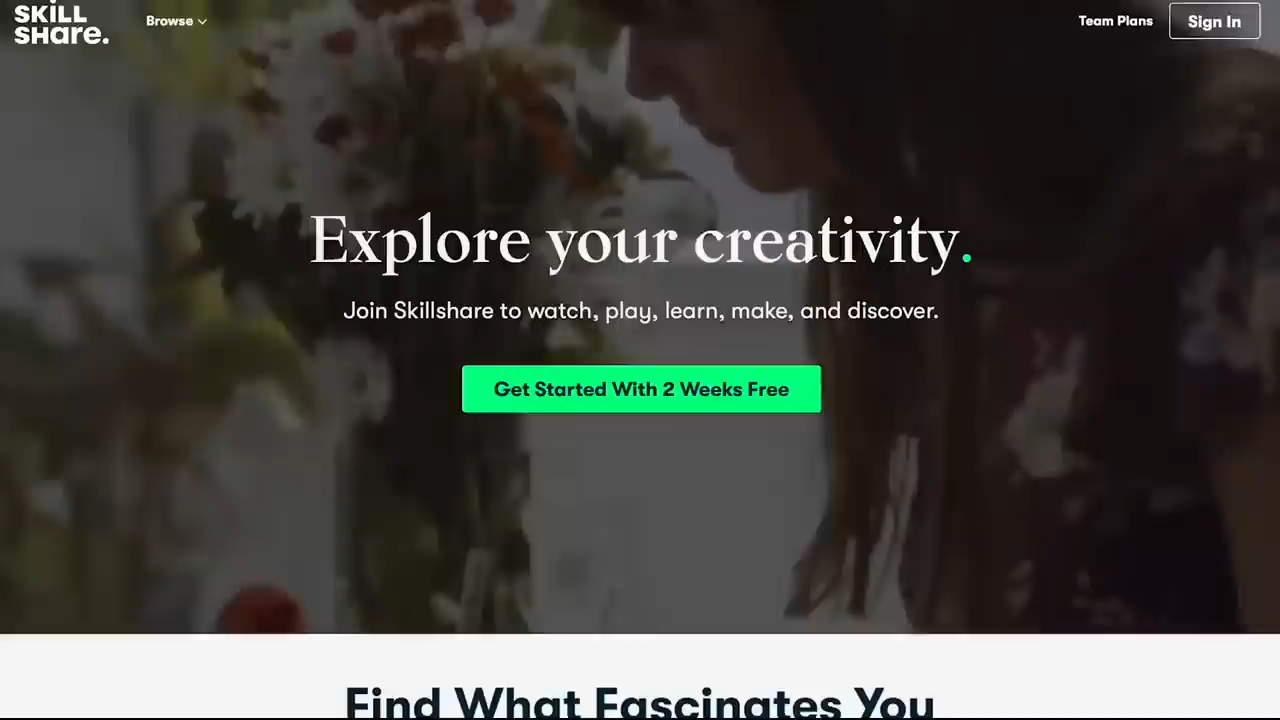 SKILL
SHare.
Browse
Team Plans
Sign In
Explore your creativity.
Join Skillshare to watch, play, learn, make, and discover.
Get Started With 2 Weeks Free
Find What Fascinates You